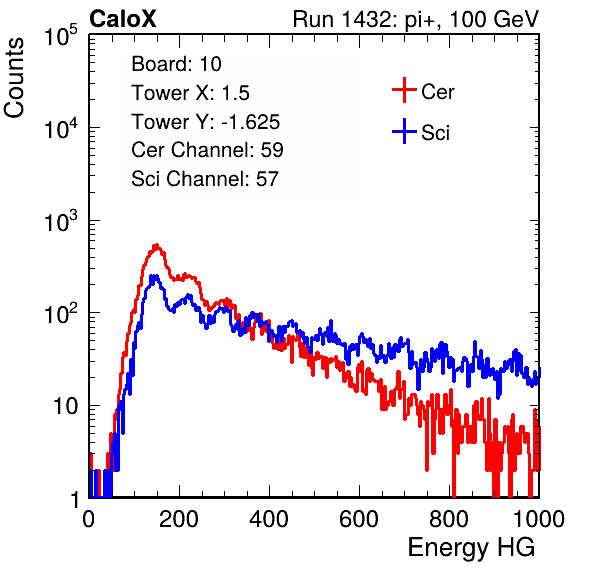 CaloX Run 1432: pi+, 100 GeV
Counts
10^5
10^4
10^3
10^2
10
1
Board: 10
Tower X: 1.5
Tower Y: -1.625
Cer Channel: 59
Sci Channel: 57
Cer
Sci
0 200 400 600 800 1000
Energy HG